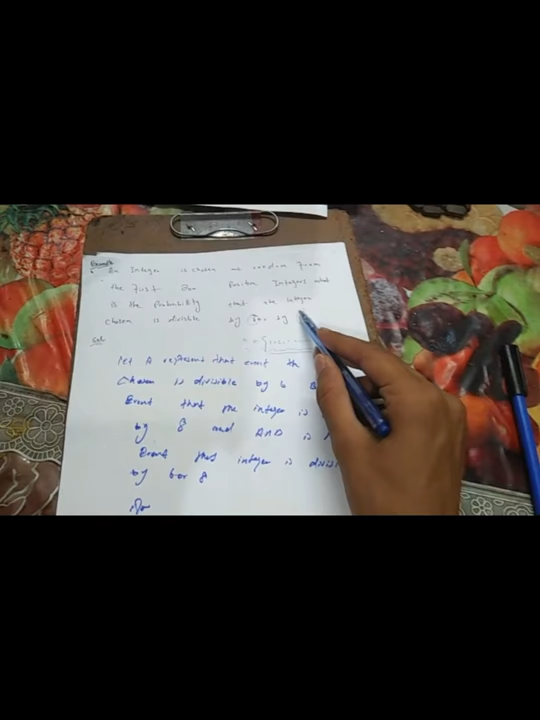 Example
An Integer is chosen at random from
the first 200 Positive Integers what
is the Probability that the integer
chosen is divisible by 6 or by
Sol:
let A represent that event th
Chosen is divisible by 6 &
Event that the integer is
by 8 and A∩B is
Event that integer is divisi
by 6 or 8